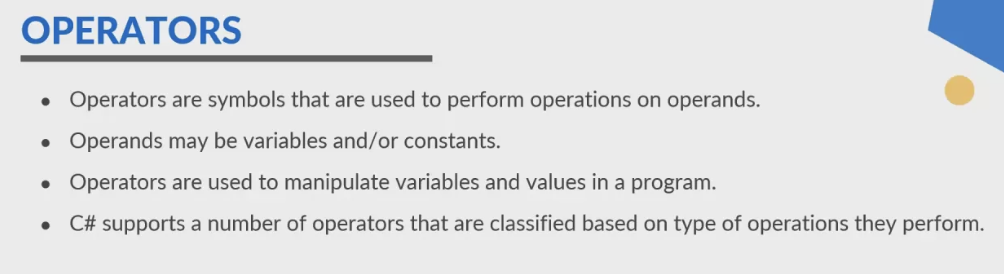 OPERATORS
• Operators are symbols that are used to perform operations on operands.
• Operands may be variables and/or constants.
• Operators are used to manipulate variables and values in a program.
• C# supports a number of operators that are classified based on type of operations they perform.